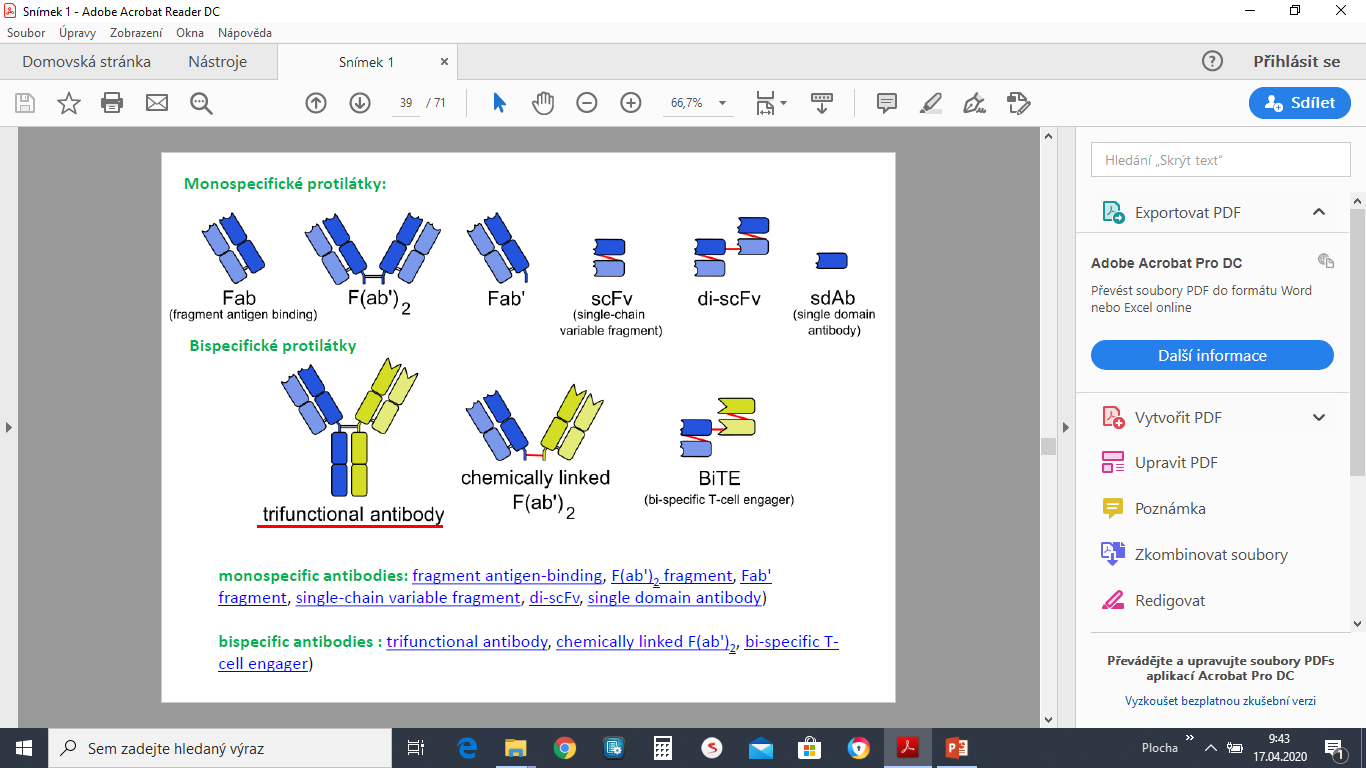 Snímek 1 - Adobe Acrobat Reader DC
Soubor Úpravy Zobrazení Okna Nápověda
Domovská stránka Nástroje Snímek 1 Přihlásit se
39 / 71 66,7% Sdílet
Monospecifické protilátky:
Fab F(ab')2 Fab' scFv di-scFv sdAb
(fragment antigen binding) (single-chain variable fragment) (single domain antibody)
Bispecifické protilátky
trifunctional antibody
chemically linked
F(ab')2
BiTE
(bi-specific T-cell engager)
monospecific antibodies: fragment antigen-binding, F(ab')2 fragment, Fab'
fragment, single-chain variable fragment, di-scFv, single domain antibody)
bispecific antibodies : trifunctional antibody, chemically linked F(ab')2, bi-specific T-
cell engager)
Hledání „Skrýt text"
Exportovat PDF
Adobe Acrobat Pro DC
Převést soubory PDF do formátu Word
nebo Excel online
Další informace
Vytvořit PDF
Upravit PDF
Poznámka
Zkombinovat soubory
Redigovat
Převádějte a upravujte soubory PDFs
aplikací Acrobat Pro DC
Vyzkoušet bezplatnou zkušební verzi
Sem zadejte hledaný výraz
Plocha » 9:43
17.04.2020
1